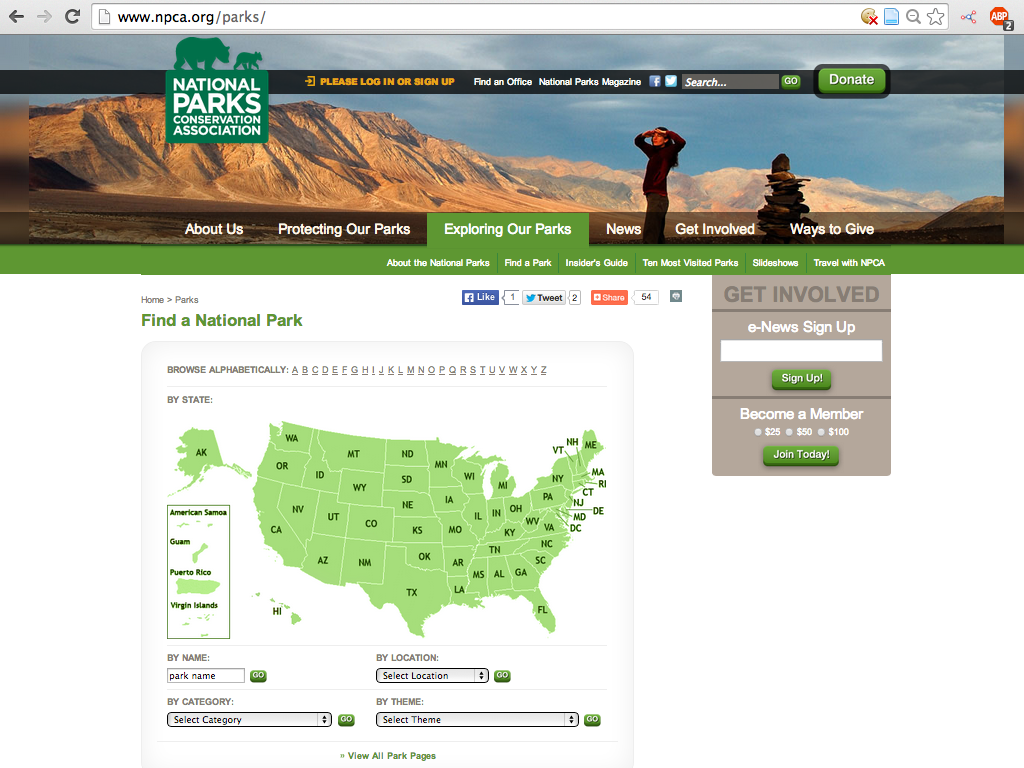 www.npca.org/parks/
ABP
2
NATIONAL
PARKS
CONSERVATION
ASSOCIATION
PLEASE LOG IN OR SIGN UP
Find an Office National Parks Magazine
Search...
GO
Donate
About Us Protecting Our Parks Exploring Our Parks News Get Involved Ways to Give
About the National Parks Find a Park Insider's Guide Ten Most Visited Parks Slideshows Travel with NPCA
Home > Parks
Like 1 Tweet 2 Share 54
Find a National Park
GET INVOLVED
e-News Sign Up
Sign Up!
Become a Member
$25 $50 $100
Join Today!
BROWSE ALPHABETICALLY: A B C D E F G H I J K L M N O P Q R S T U V W X Y Z
BY STATE:
AK
WA
OR
CA
ID
NV
MT
WY
UT
AZ
CO
NM
ND
SD
NE
KS
OK
TX
MN
IA
MO
AR
LA
WI
IL
MI
IN
OH
KY
TN
MS
AL
GA
FL
SC
NC
VA
WV
PA
NY
VT
NH
ME
MA
RI
CT
NJ
DE
MD
DC
HI
American Samoa
Guam
Puerto Rico
Virgin Islands
BY NAME:
park name GO
BY LOCATION:
Select Location GO
BY CATEGORY:
Select Category GO
BY THEME:
Select Theme GO
» View All Park Pages